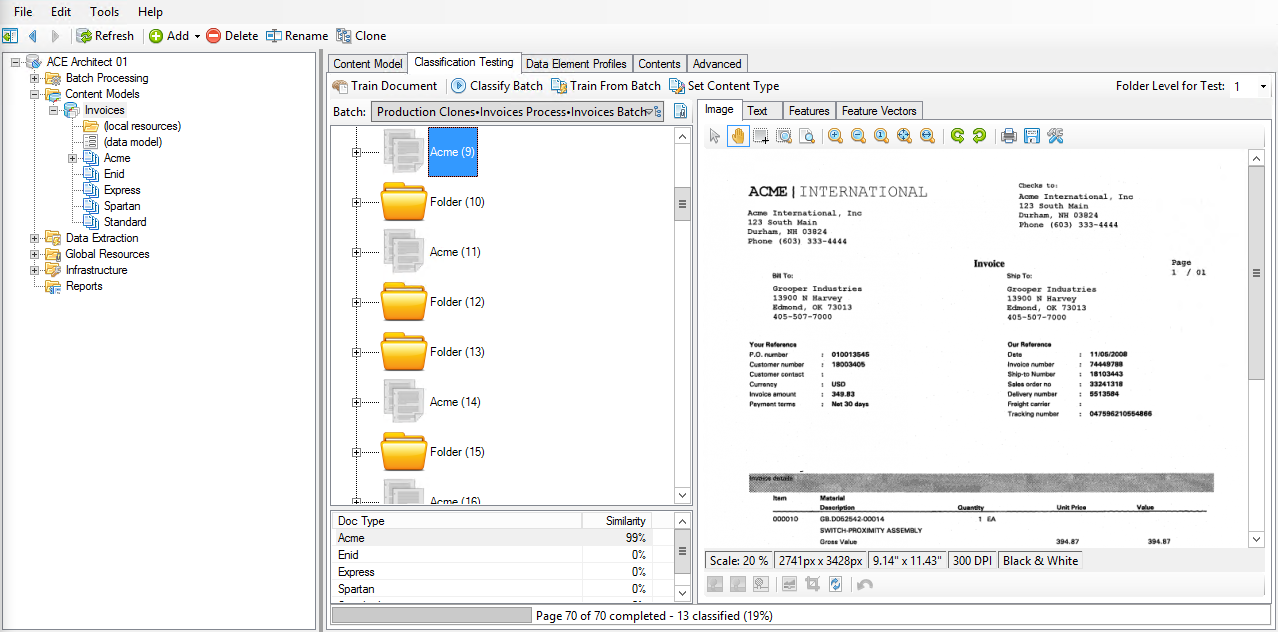 File Edit Tools Help
Refresh Add Delete Rename Clone
ACE Architect 01
Batch Processing
Content Models
Invoices
(local resources)
(data model)
Acme
Enid
Express
Spartan
Standard
Data Extraction
Global Resources
Infrastructure
Reports
Content Model Classification Testing Data Element Profiles Contents Advanced
Train Document Classify Batch Train From Batch Set Content Type Folder Level for Test: 1
Batch: Production Clones•Invoices Process•Invoices Batch
Acme (9)
Folder (10)
Acme (11)
Folder (12)
Folder (13)
Acme (14)
Folder (15)
Acme (16)
Doc Type Similarity
Acme 99%
Enid 0%
Express 0%
Spartan 0%
Image Text Features Feature Vectors
ACME | INTERNATIONAL
Acme International, Inc
123 South Main
Durham, NH 03824
Phone (603) 333-4444
Checks to:
Acme International, Inc
123 South Main
Durham, NH 03824
Phone (603) 333-4444
Invoice
Page
1 / 01
Bill To:
Grooper Industries
13900 N Harvey
Edmond, OK 73013
405-507-7000
Ship To:
Grooper Industries
13900 N Harvey
Edmond, OK 73013
405-507-7000
Your Reference
P.O. number : 010013545
Customer number : 18003405
Customer contact :
Currency : USD
Invoice amount : 349.83
Payment terms : Net 30 days
Our Reference
Date : 11/05/2008
Invoice number : 74449788
Ship-to Number : 18103443
Sales order no : 33241318
Delivery number : 5513584
Freight carrier :
Tracking number : 047596210554866
Invoice details
Item Material
Description Quantity Unit Price Value
000010 GB.D052542-00014 1 EA
SWITCH-PROXIMITY ASSEMBLY
Gross Value 394.87 394.87
Scale: 20 % 2741px x 3428px 9.14" x 11.43" 300 DPI Black & White
Page 70 of 70 completed - 13 classified (19%)